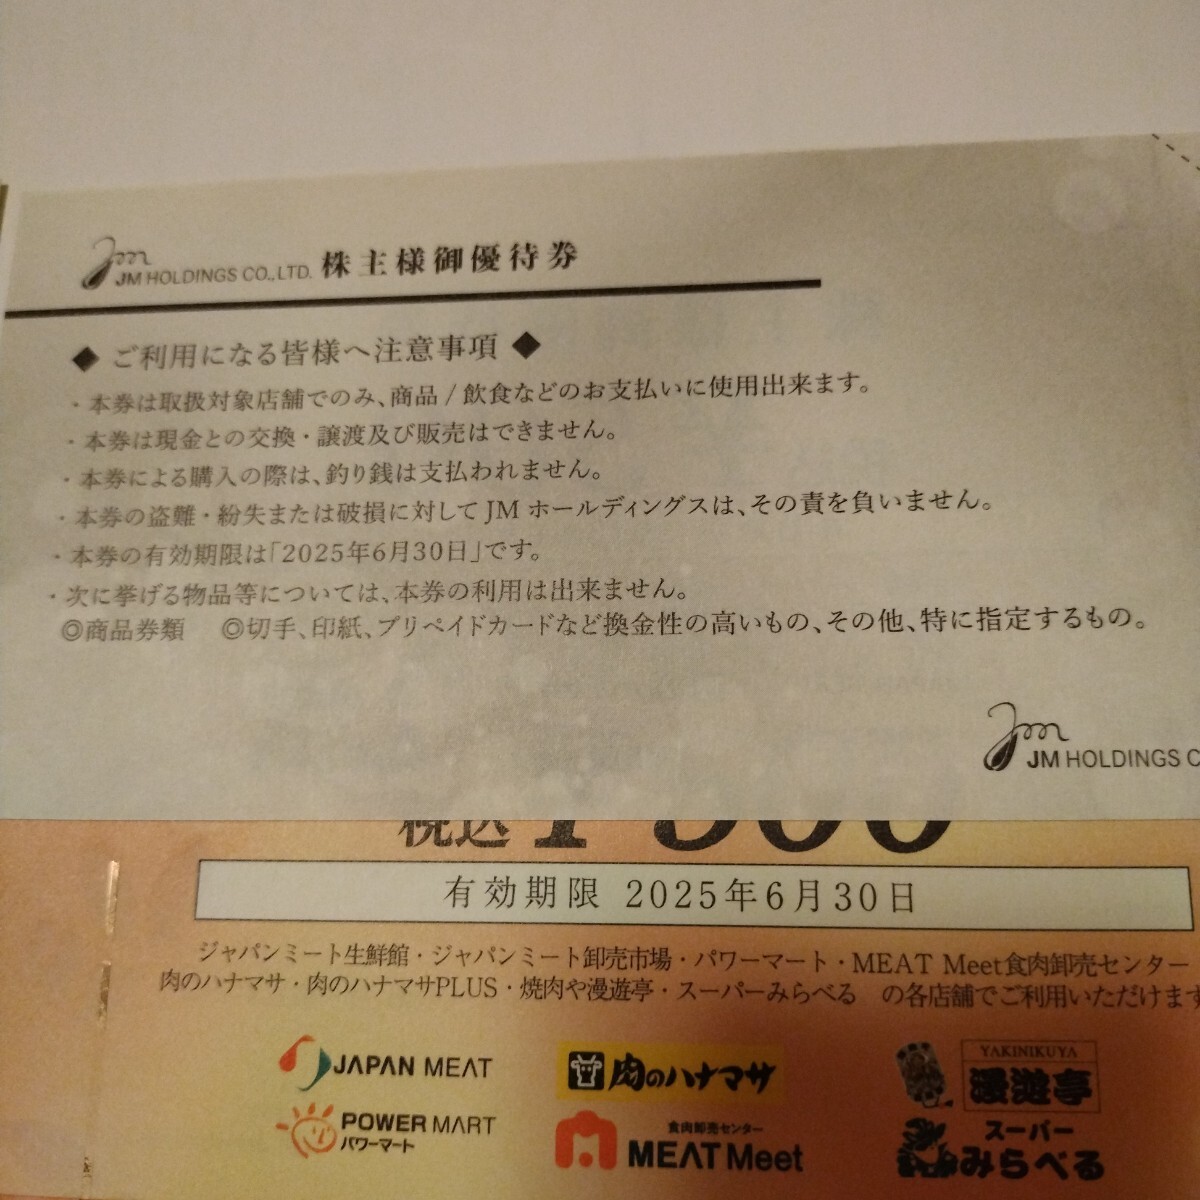 JM HOLDINGS CO.,LTD. 株主様御優待券
◆ ご利用になる皆様へ注意事項 ◆
・本券は取扱対象店舗でのみ、商品/飲食などのお支払いに使用出来ます。
・本券は現金との交換・譲渡及び販売はできません。
・本券による購入の際は、釣り銭は支払われません。
・本券の盗難・紛失または破損に対してJMホールディングスは、その責を負いません。
・本券の有効期限は「2025年6月30日」です。
・次に挙げる物品等については、本券の利用は出来ません。
◎商品券類　◎切手、印紙、プリペイドカードなど換金性の高いもの、その他、特に指定するもの。
Jm
JM HOLDINGS C
税込 ¥500
有効期限 2025年6月30日
ジャパンミート生鮮館・ジャパンミート卸売市場・パワーマート・MEAT Meet食肉卸売センター
肉のハナマサ・肉のハナマサPLUS・焼肉や漫遊亭・スーパーみらべる の各店舗でご利用いただけます
JAPAN MEAT
肉のハナマサ
YAKINIKUYA
漫遊亭
POWER MART
パワーマート
食肉卸売センター
MEAT Meet
スーパー
みらべる